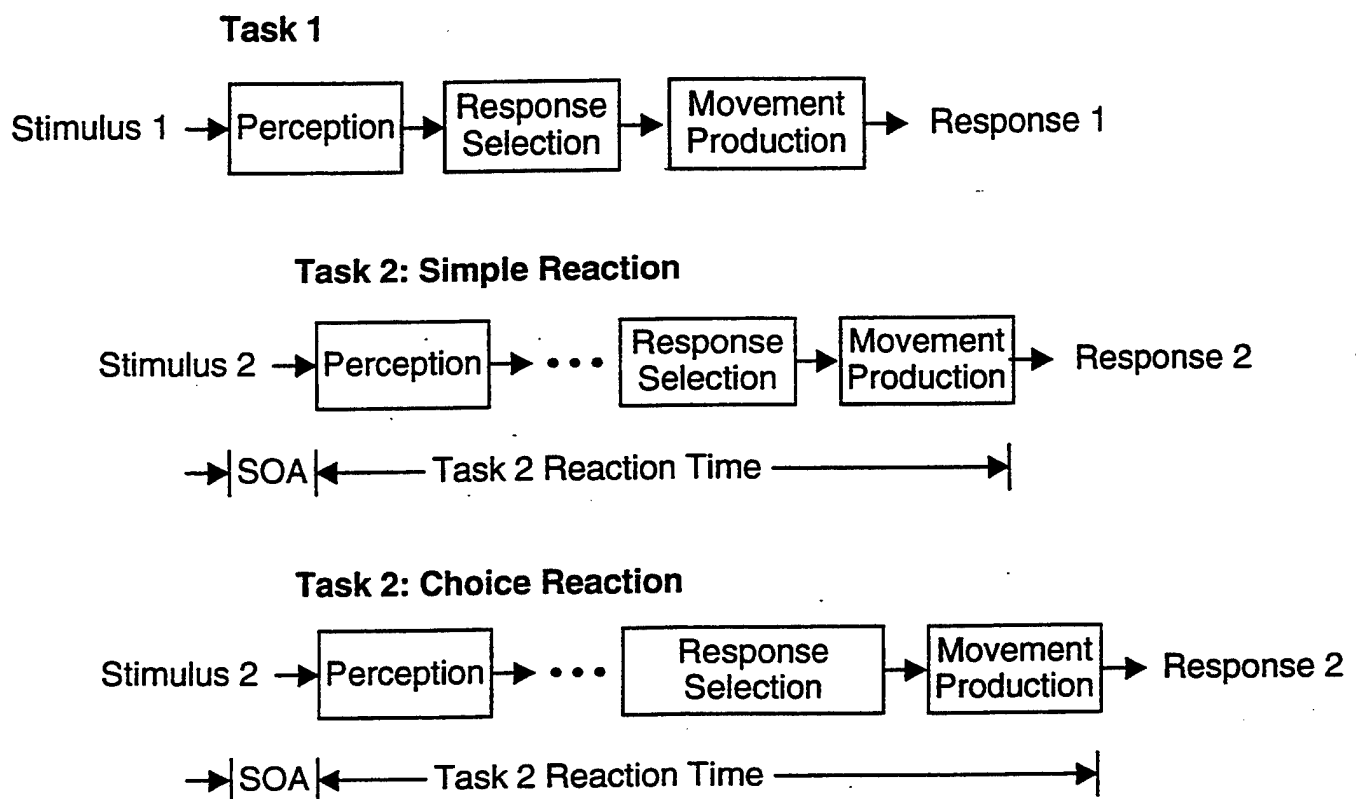 Task 1
Stimulus 1 Perception Response Selection Movement Production Response 1
Task 2: Simple Reaction
Stimulus 2 Perception ••• Response Selection Movement Production Response 2
SOA Task 2 Reaction Time
Task 2: Choice Reaction
Stimulus 2 Perception ••• Response Selection Movement Production Response 2
SOA Task 2 Reaction Time